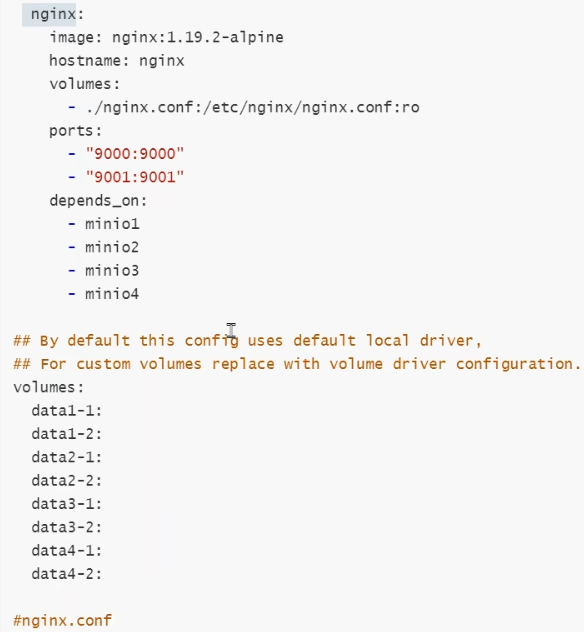 nginx:
image: nginx:1.19.2-alpine
hostname: nginx
volumes:
- ./nginx.conf:/etc/nginx/nginx.conf:ro
ports:
- "9000:9000"
- "9001:9001"
depends_on:
- minio1
- minio2
- minio3
- minio4
## By default this config uses default local driver,
## For custom volumes replace with volume driver configuration.
volumes:
data1-1:
data1-2:
data2-1:
data2-2:
data3-1:
data3-2:
data4-1:
data4-2:
#nginx.conf